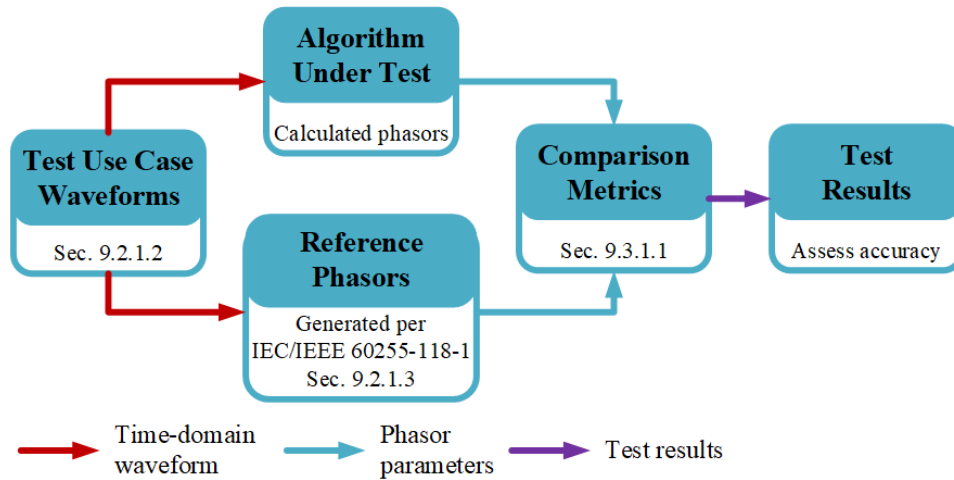 Algorithm
Under Test
Calculated phasors
Test Use Case
Waveforms
Sec. 9.2.1.2
Reference
Phasors
Generated per
IEC/IEEE 60255-118-1
Sec. 9.2.1.3
Comparison
Metrics
Sec. 9.3.1.1
Test
Results
Assess accuracy
Time-domain
waveform
Phasor
parameters
Test results